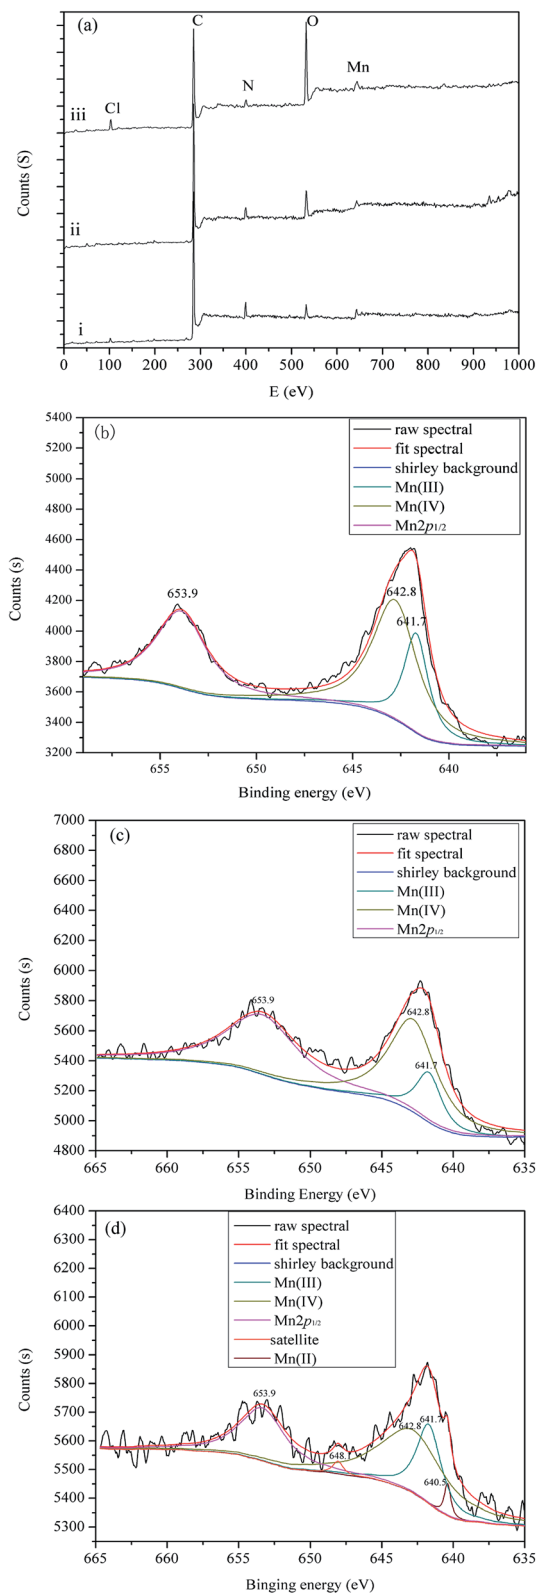 (a)
C
O
N
Mn
Cl
iii
ii
i
Counts (S)
0 100 200 300 400 500 600 700 800 900 1000
E (eV)
(b)
raw spectral
fit spectral
shirley background
Mn(III)
Mn(IV)
Mn2p1/2
5400
5200
5000
4800
4600
4400
4200
4000
3800
3600
3400
3200
Counts (s)
653.9
642.8
641.7
655 650 645 640
Binding energy (eV)
(c)
raw spectral
fit spectral
shirley background
Mn(III)
Mn(IV)
Mn2p1/2
7000
6800
6600
6400
6200
6000
5800
5600
5400
5200
5000
4800
Counts (s)
653.9
642.8
641.7
665 660 655 650 645 640 635
Binding Energy (eV)
(d)
raw spectral
fit spectral
shirley background
Mn(III)
Mn(IV)
Mn2p1/2
satellite
Mn(II)
6400
6300
6200
6100
6000
5900
5800
5700
5600
5500
5400
5300
Counts (s)
653.9
648.
642.8
641.7
640.5
665 660 655 650 645 640 635
Binging energy (eV)